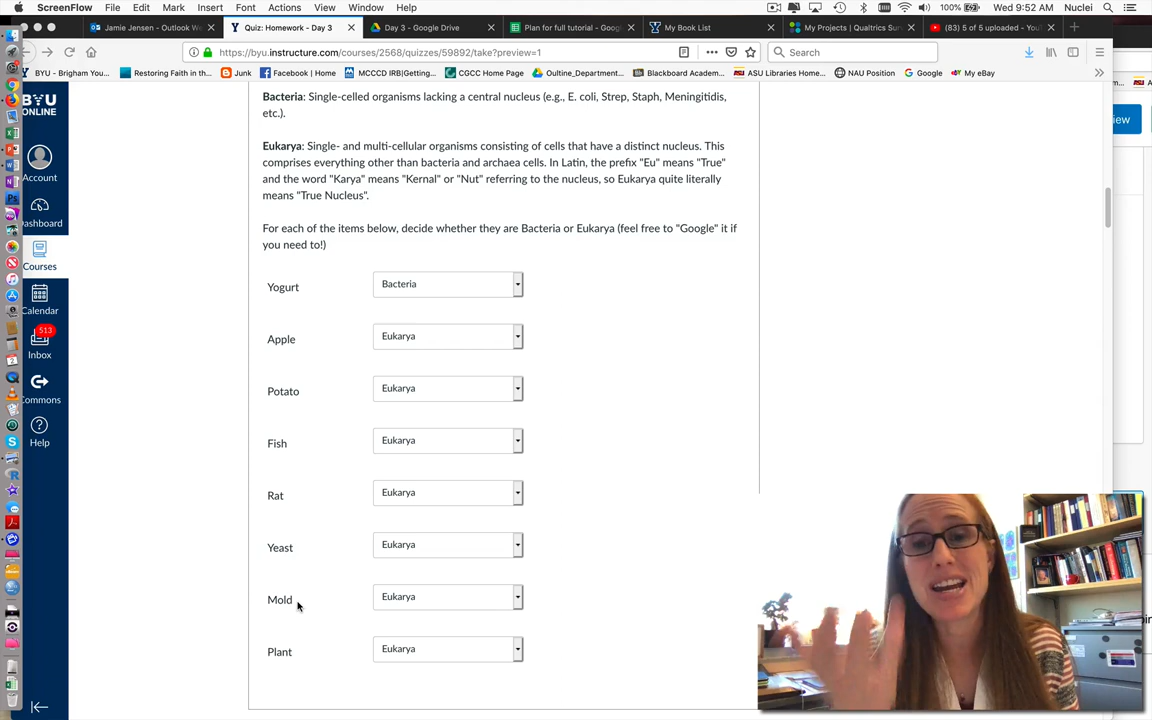 ScreenFlow File Edit Mark Insert Font Actions View Window Help 100% Wed 9:52 AM Nuclei
Jamie Jensen - Outlook We Quiz: Homework - Day 3 Day 3 - Google Drive Plan for full tutorial - Googl My Book List My Projects | Qualtrics Sur (83) 5 of 5 uploaded - YouT
https://byu.instructure.com/courses/2568/quizzes/59892/take?preview=1 Search
BYU - Brigham You... Restoring Faith in th... Junk Facebook | Home MCCCD IRB|Getting... CGCC Home Page Oultine_Department... Blackboard Academ... ASU Libraries Home... NAU Position Google My eBay
BYU
ONLINE
Account
Dashboard
Courses
Calendar
513
Inbox
Commons
Help
Bacteria: Single-celled organisms lacking a central nucleus (e.g., E. coli, Strep, Staph, Meningitidis,
etc.).
Eukarya: Single- and multi-cellular organisms consisting of cells that have a distinct nucleus. This
comprises everything other than bacteria and archaea cells. In Latin, the prefix "Eu" means "True"
and the word "Karya" means "Kernal" or "Nut" referring to the nucleus, so Eukarya quite literally
means "True Nucleus".
For each of the items below, decide whether they are Bacteria or Eukarya (feel free to "Google" it if
you need to!)
Yogurt Bacteria
Apple Eukarya
Potato Eukarya
Fish Eukarya
Rat Eukarya
Yeast Eukarya
Mold Eukarya
Plant Eukarya